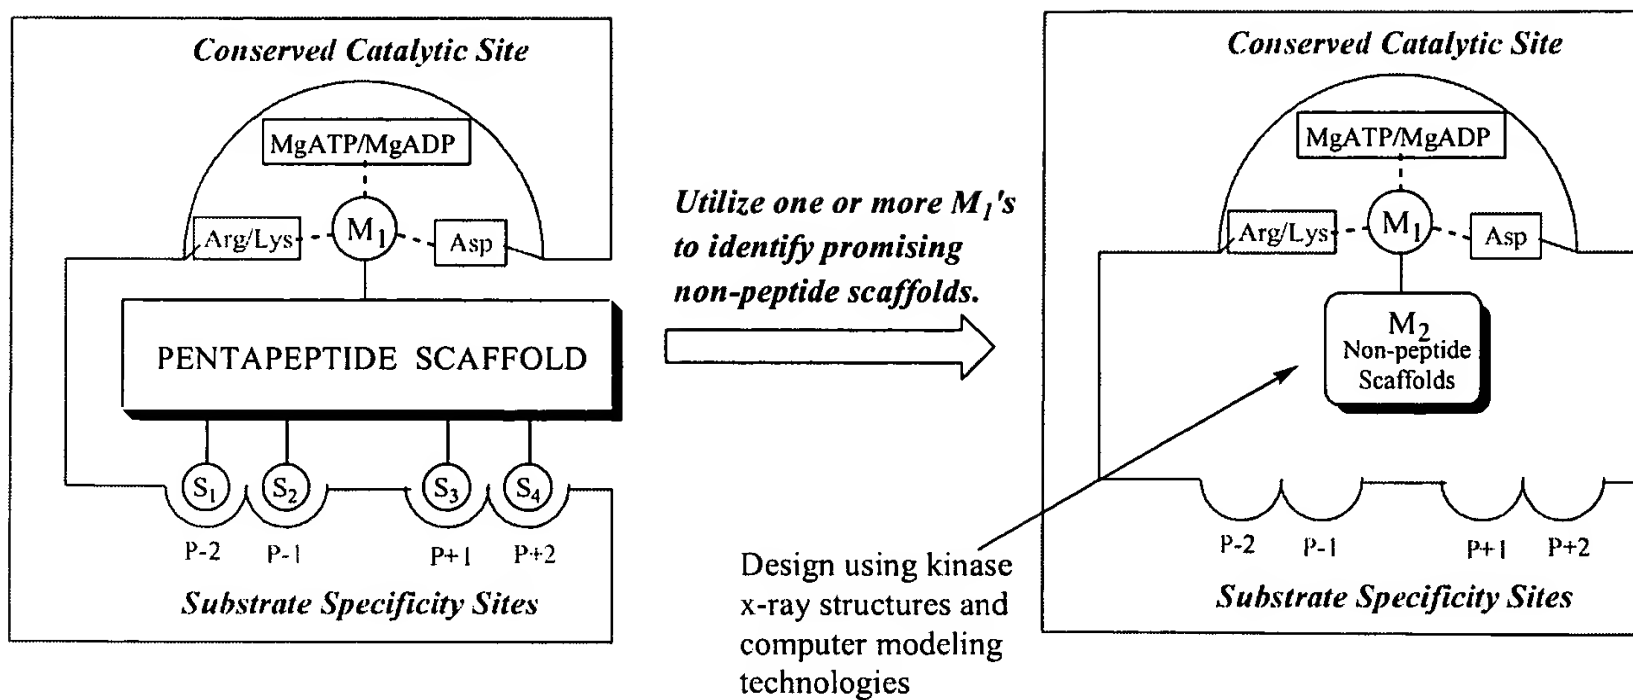 Conserved Catalytic Site
MgATP/MgADP
Arg/Lys
M1
Asp
PENTAPEPTIDE SCAFFOLD
S1
S2
S3
S4
P-2
P-1
P+1
P+2
Substrate Specificity Sites
Utilize one or more M1's
to identify promising
non-peptide scaffolds.
Design using kinase
x-ray structures and
computer modeling
technologies
Conserved Catalytic Site
MgATP/MgADP
Arg/Lys
M1
Asp
M2
Non-peptide
Scaffolds
P-2
P-1
P+1
P+2
Substrate Specificity Sites